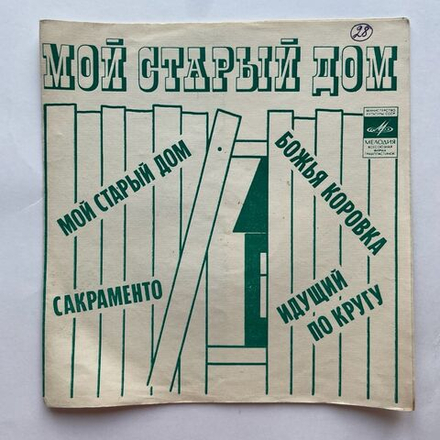 28
МОЙ СТАРЫЙ ДОМ
МИНИСТЕРСТВО
КУЛЬТУРЫ СССР
МЕЛОДИЯ
ВСЕСОЮЗНАЯ
ФИРМА
ГРАМПЛАСТИНОК
МОЙ СТАРЫЙ ДОМ
БОЖЬЯ КОРОВКА
САКРАМЕНТО
ИДУЩИЙ
ПО КРУГУ